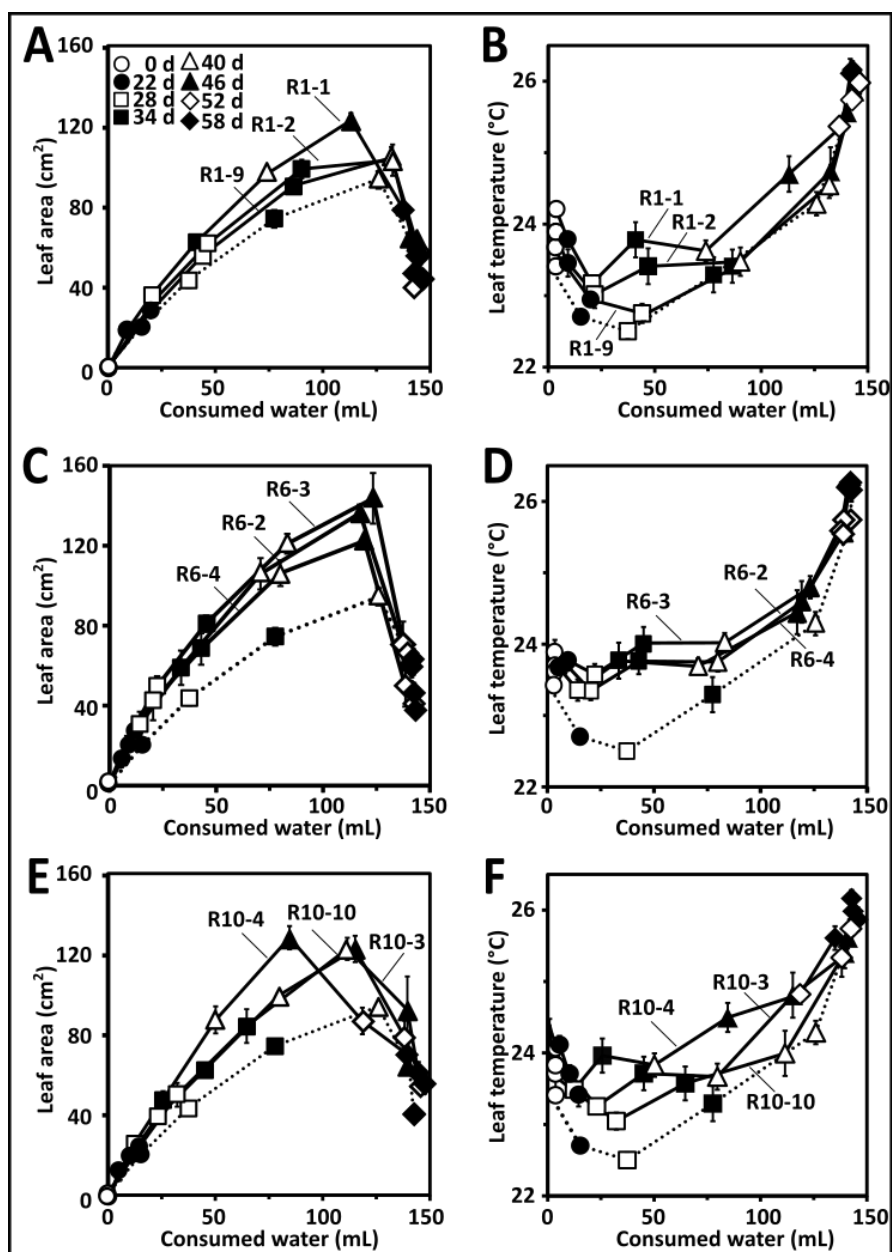 A
B
160
120
80
40
0
Leaf area (cm²)
0 d
40 d
22 d
46 d
28 d
52 d
34 d
58 d
R1-1
R1-2
R1-9
0
50
100
150
Consumed water (mL)
26
24
22
Leaf temperature (°C)
R1-1
R1-2
R1-9
0
50
100
150
Consumed water (mL)
C
D
160
120
80
40
0
Leaf area (cm²)
R6-3
R6-2
R6-4
0
50
100
150
Consumed water (mL)
26
24
22
Leaf temperature (°C)
R6-2
R6-3
R6-4
0
50
100
150
Consumed water (mL)
E
F
160
120
80
40
0
Leaf area (cm²)
R10-4
R10-10
R10-3
0
50
100
150
Consumed water (mL)
26
24
22
Leaf temperature (°C)
R10-3
R10-4
R10-10
0
50
100
150
Consumed water (mL)